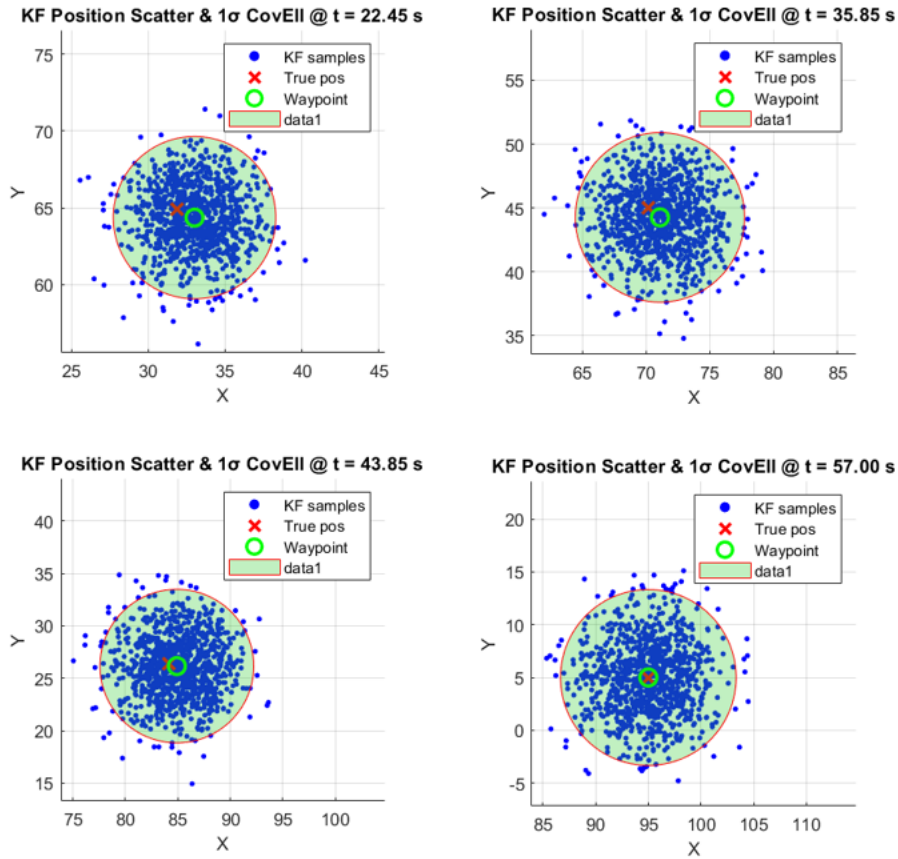 KF Position Scatter & 1σ CovEll @ t = 22.45 s
75
70
65
60
Y
25
30
35
40
45
X
KF samples
True pos
Waypoint
data1
KF Position Scatter & 1σ CovEll @ t = 35.85 s
55
50
45
40
35
Y
65
70
75
80
85
X
KF samples
True pos
Waypoint
data1
KF Position Scatter & 1σ CovEll @ t = 43.85 s
40
35
30
25
20
15
Y
75
80
85
90
95
100
X
KF samples
True pos
Waypoint
data1
KF Position Scatter & 1σ CovEll @ t = 57.00 s
20
15
10
5
0
-5
Y
85
90
95
100
105
110
X
KF samples
True pos
Waypoint
data1